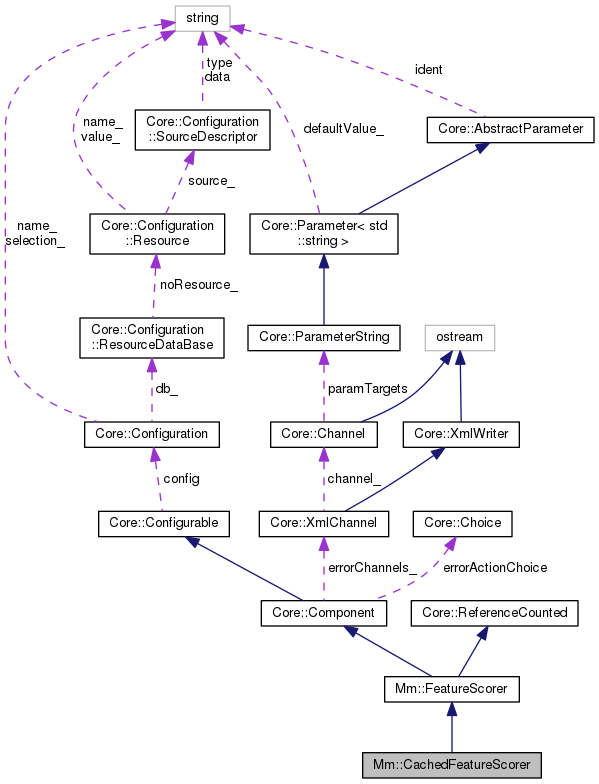 string
type
data
ident
name_
value_
Core::Configuration
::SourceDescriptor
defaultValue_
Core::AbstractParameter
source_
name_
selection_
Core::Configuration
::Resource
Core::Parameter< std
::string >
noResource_
Core::Configuration
::ResourceDataBase
Core::ParameterString
ostream
db_
paramTargets
Core::Configuration
Core::Channel
Core::XmlWriter
config
channel_
Core::Configurable
Core::XmlChannel
Core::Choice
errorChannels_
errorActionChoice
Core::Component
Core::ReferenceCounted
Mm::FeatureScorer
Mm::CachedFeatureScorer